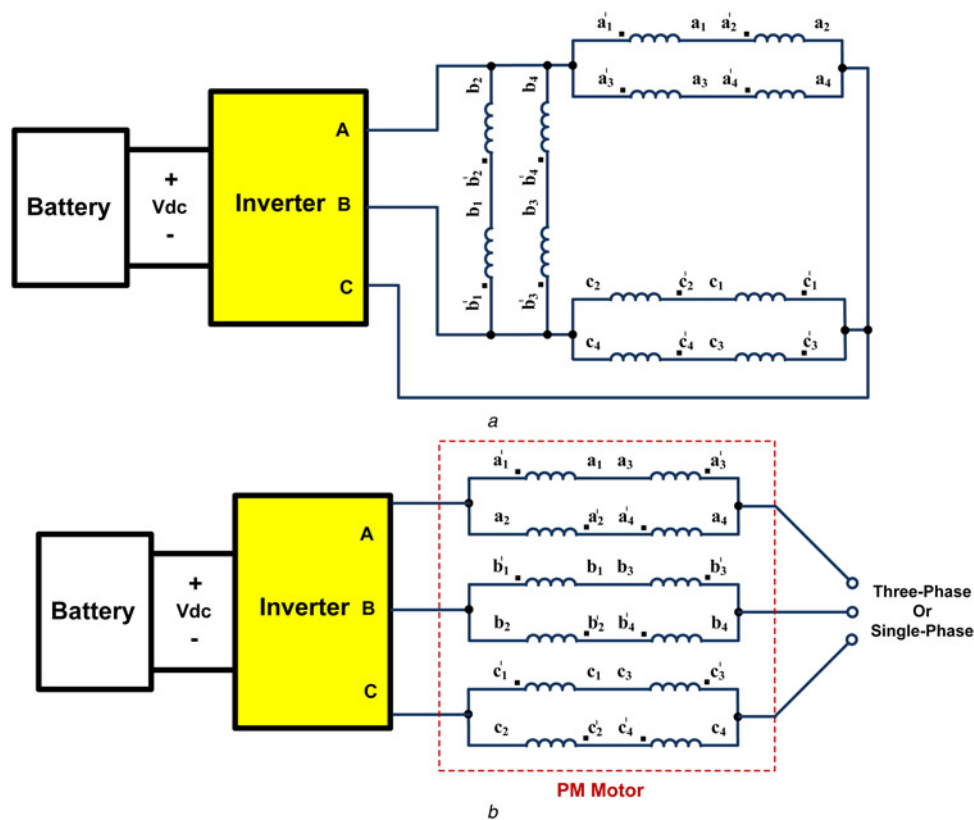 a'1 a1 a'2 a2
a'3 a3 a'4 a4
b2 b4
b'2 b'4
b1 b3
b'1 b'3
A
Battery
+
Vdc
-
Inverter
B
C
c2 c'2 c1 c'1
c4 c'4 c3 c'3
a
a'1 a1 a3 a'3
a2 a'2 a'4 a4
A
b'1 b1 b3 b'3
Battery
+
Vdc
-
Inverter
B
b2 b'2 b'4 b4
Three-Phase
Or
Single-Phase
C
c'1 c1 c3 c'3
c2 c'2 c'4 c4
PM Motor
b